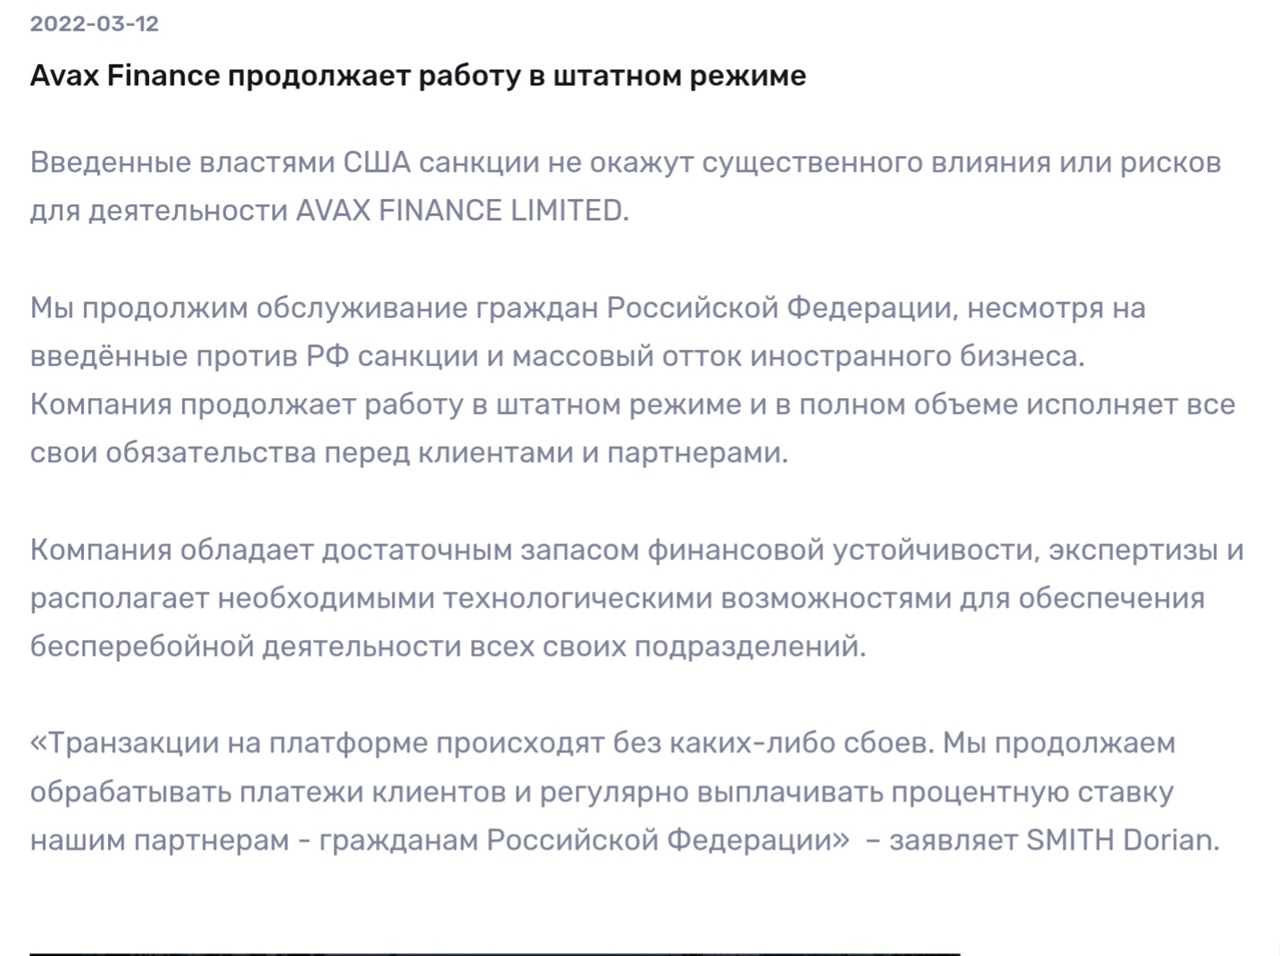 2022-03-12
Avax Finance продолжает работу в штатном режиме
Введенные властями США санкции не окажут существенного влияния или рисков
для деятельности AVAX FINANCE LIMITED.
Мы продолжим обслуживание граждан Российской Федерации, несмотря на
введённые против РФ санкции и массовый отток иностранного бизнеса.
Компания продолжает работу в штатном режиме и в полном объеме исполняет все
свои обязательства перед клиентами и партнерами.
Компания обладает достаточным запасом финансовой устойчивости, экспертизы и
располагает необходимыми технологическими возможностями для обеспечения
бесперебойной деятельности всех своих подразделений.
«Транзакции на платформе происходят без каких-либо сбоев. Мы продолжаем
обрабатывать платежи клиентов и регулярно выплачивать процентную ставку
нашим партнерам - гражданам Российской Федерации»  – заявляет SMITH Dorian.